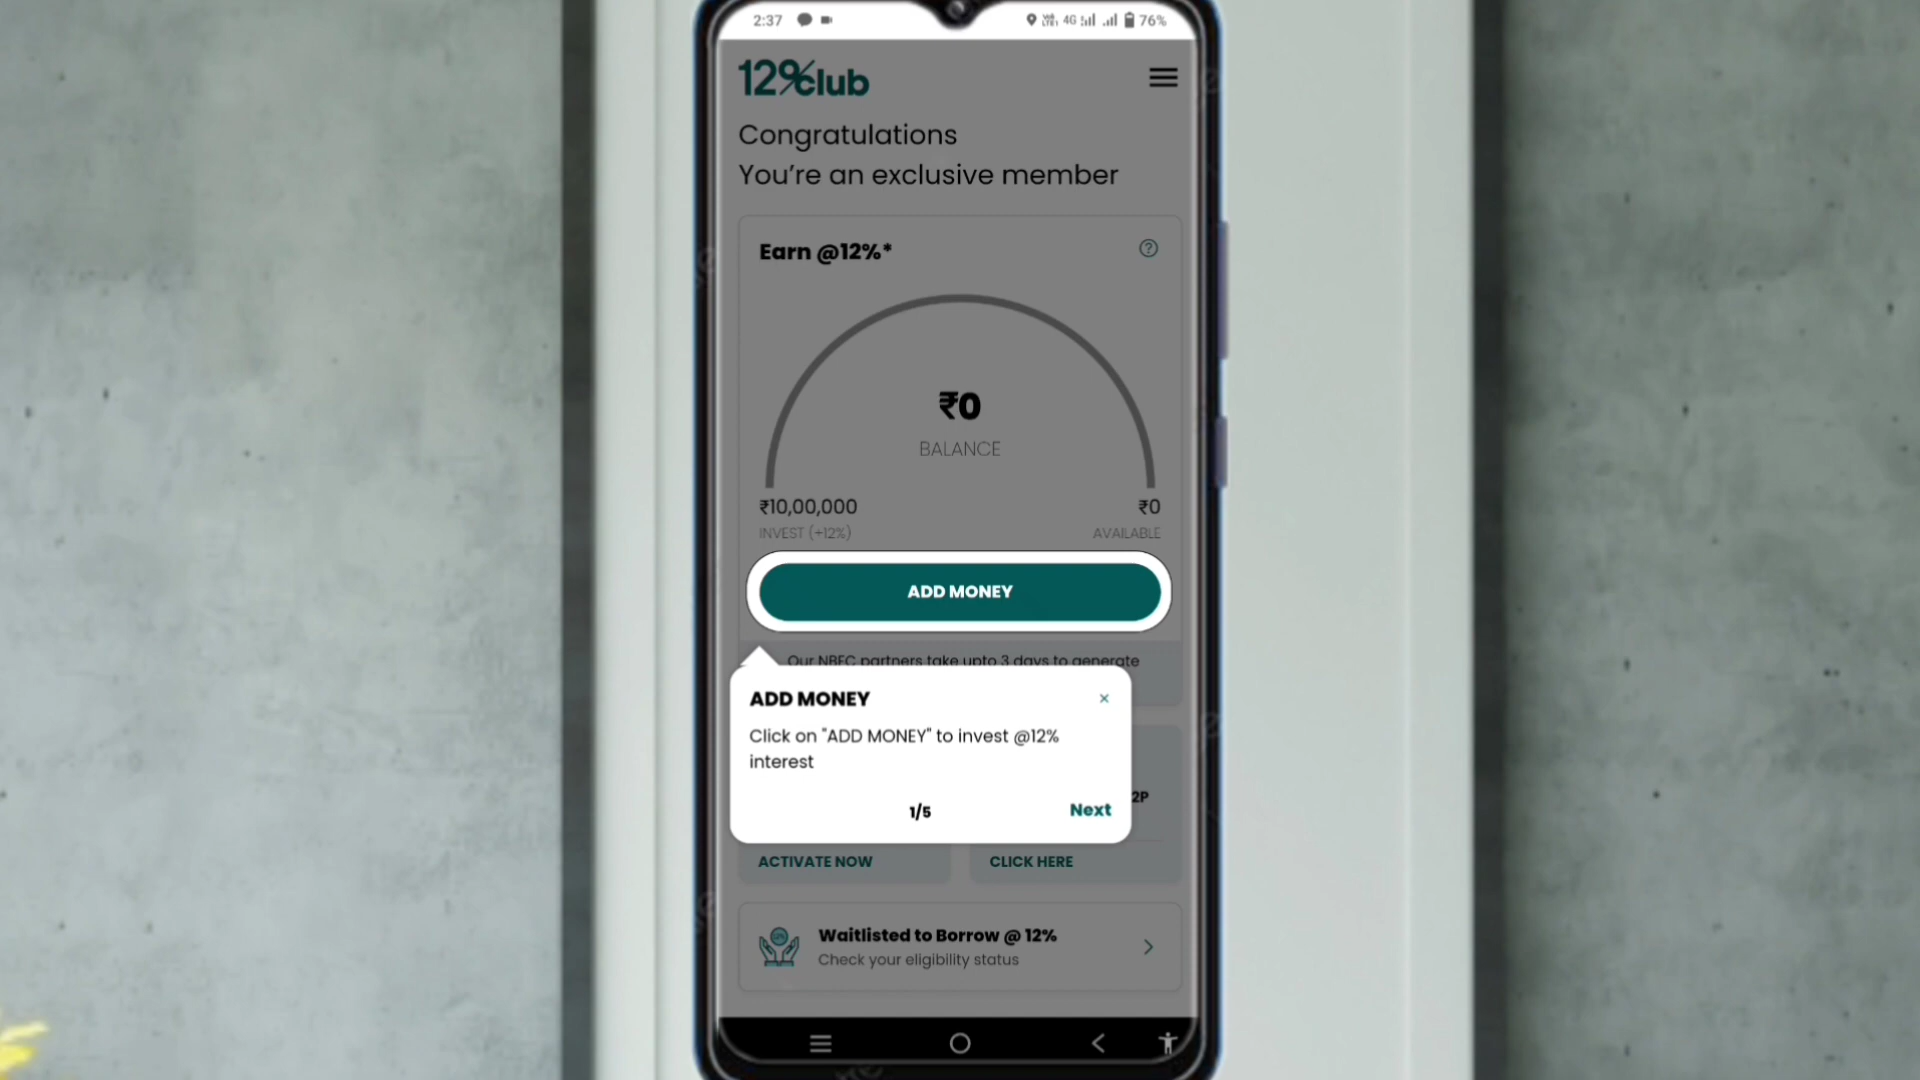 2:37 4G 76%
12%club
Congratulations
You're an exclusive member
Earn @12%*
₹0
BALANCE
₹10,00,000 ₹0
INVEST (+12%) AVAILABLE
ADD MONEY
Our NBFC partners take upto 3 days to generate
ADD MONEY ×
Click on "ADD MONEY" to invest @12%
interest
2P
1/5 Next
ACTIVATE NOW CLICK HERE
Waitlisted to Borrow @ 12%
Check your eligibility status